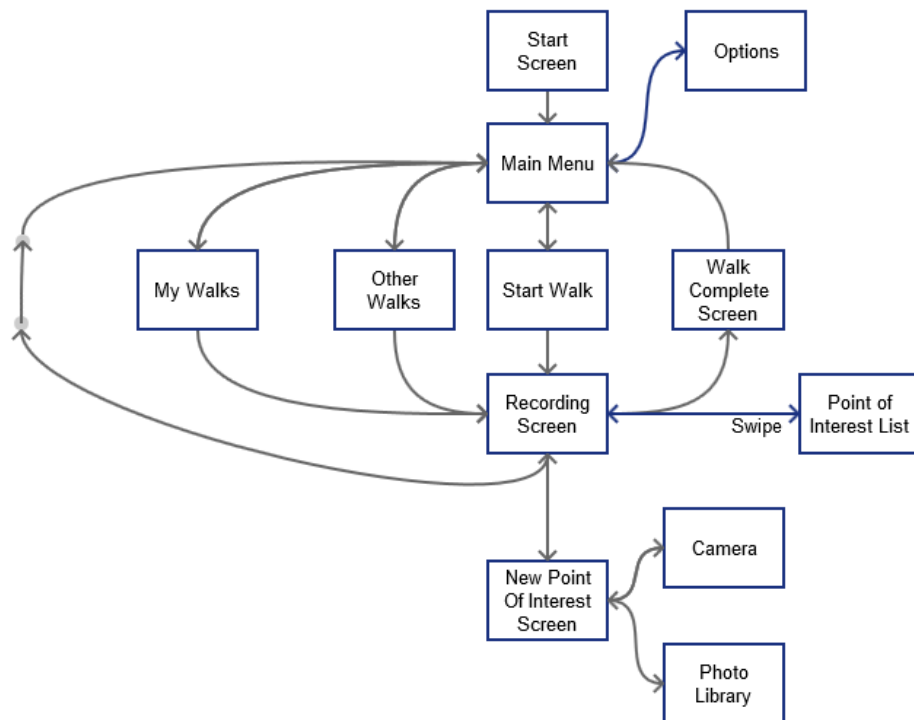 Start
Screen
Options
Main Menu
My Walks
Other
Walks
Start Walk
Walk
Complete
Screen
Recording
Screen
Swipe
Point of
Interest List
New Point
Of Interest
Screen
Camera
Photo
Library